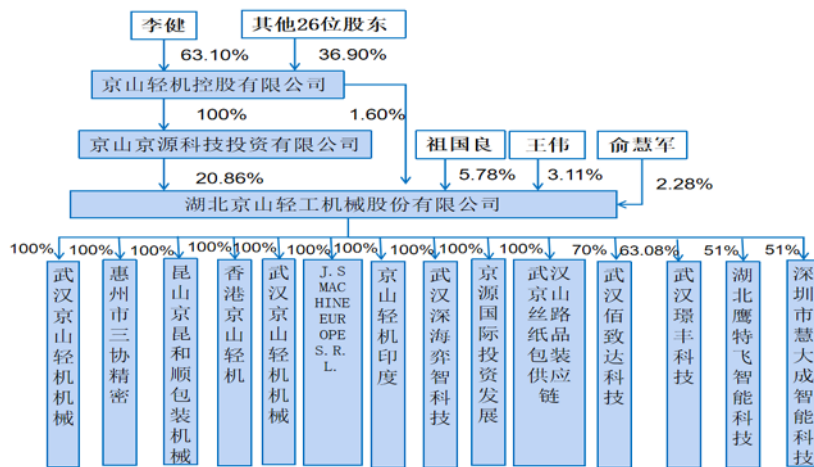 李健
其他26位股东
63.10%
36.90%
京山轻机控股有限公司
100%
1.60%
京山京源科技投资有限公司
祖国良
王伟
俞慧军
20.86%
5.78%
3.11%
2.28%
湖北京山轻工机械股份有限公司
100%
100%
100%
100%
100%
100%
100%
100%
100%
100%
70%
63.08%
51%
51%
武汉京山轻机机械
惠州市三协精密
昆山京昆和顺包装机械
香港京山轻机
武汉京山轻机机械
J. S
MAC
HINE
EUR
OPE
S. R.
L.
京山轻机印度
武汉深海弈智科技
京源国际投资发展
武汉京山丝路纸品包装供应链
武汉佰致达科技
武汉璟丰科技
湖北鹰特飞智能科技
深圳市慧大成智能科技